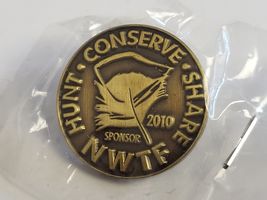 HUNT • CONSERVE • SHARE
2010
SPONSOR
NWTF